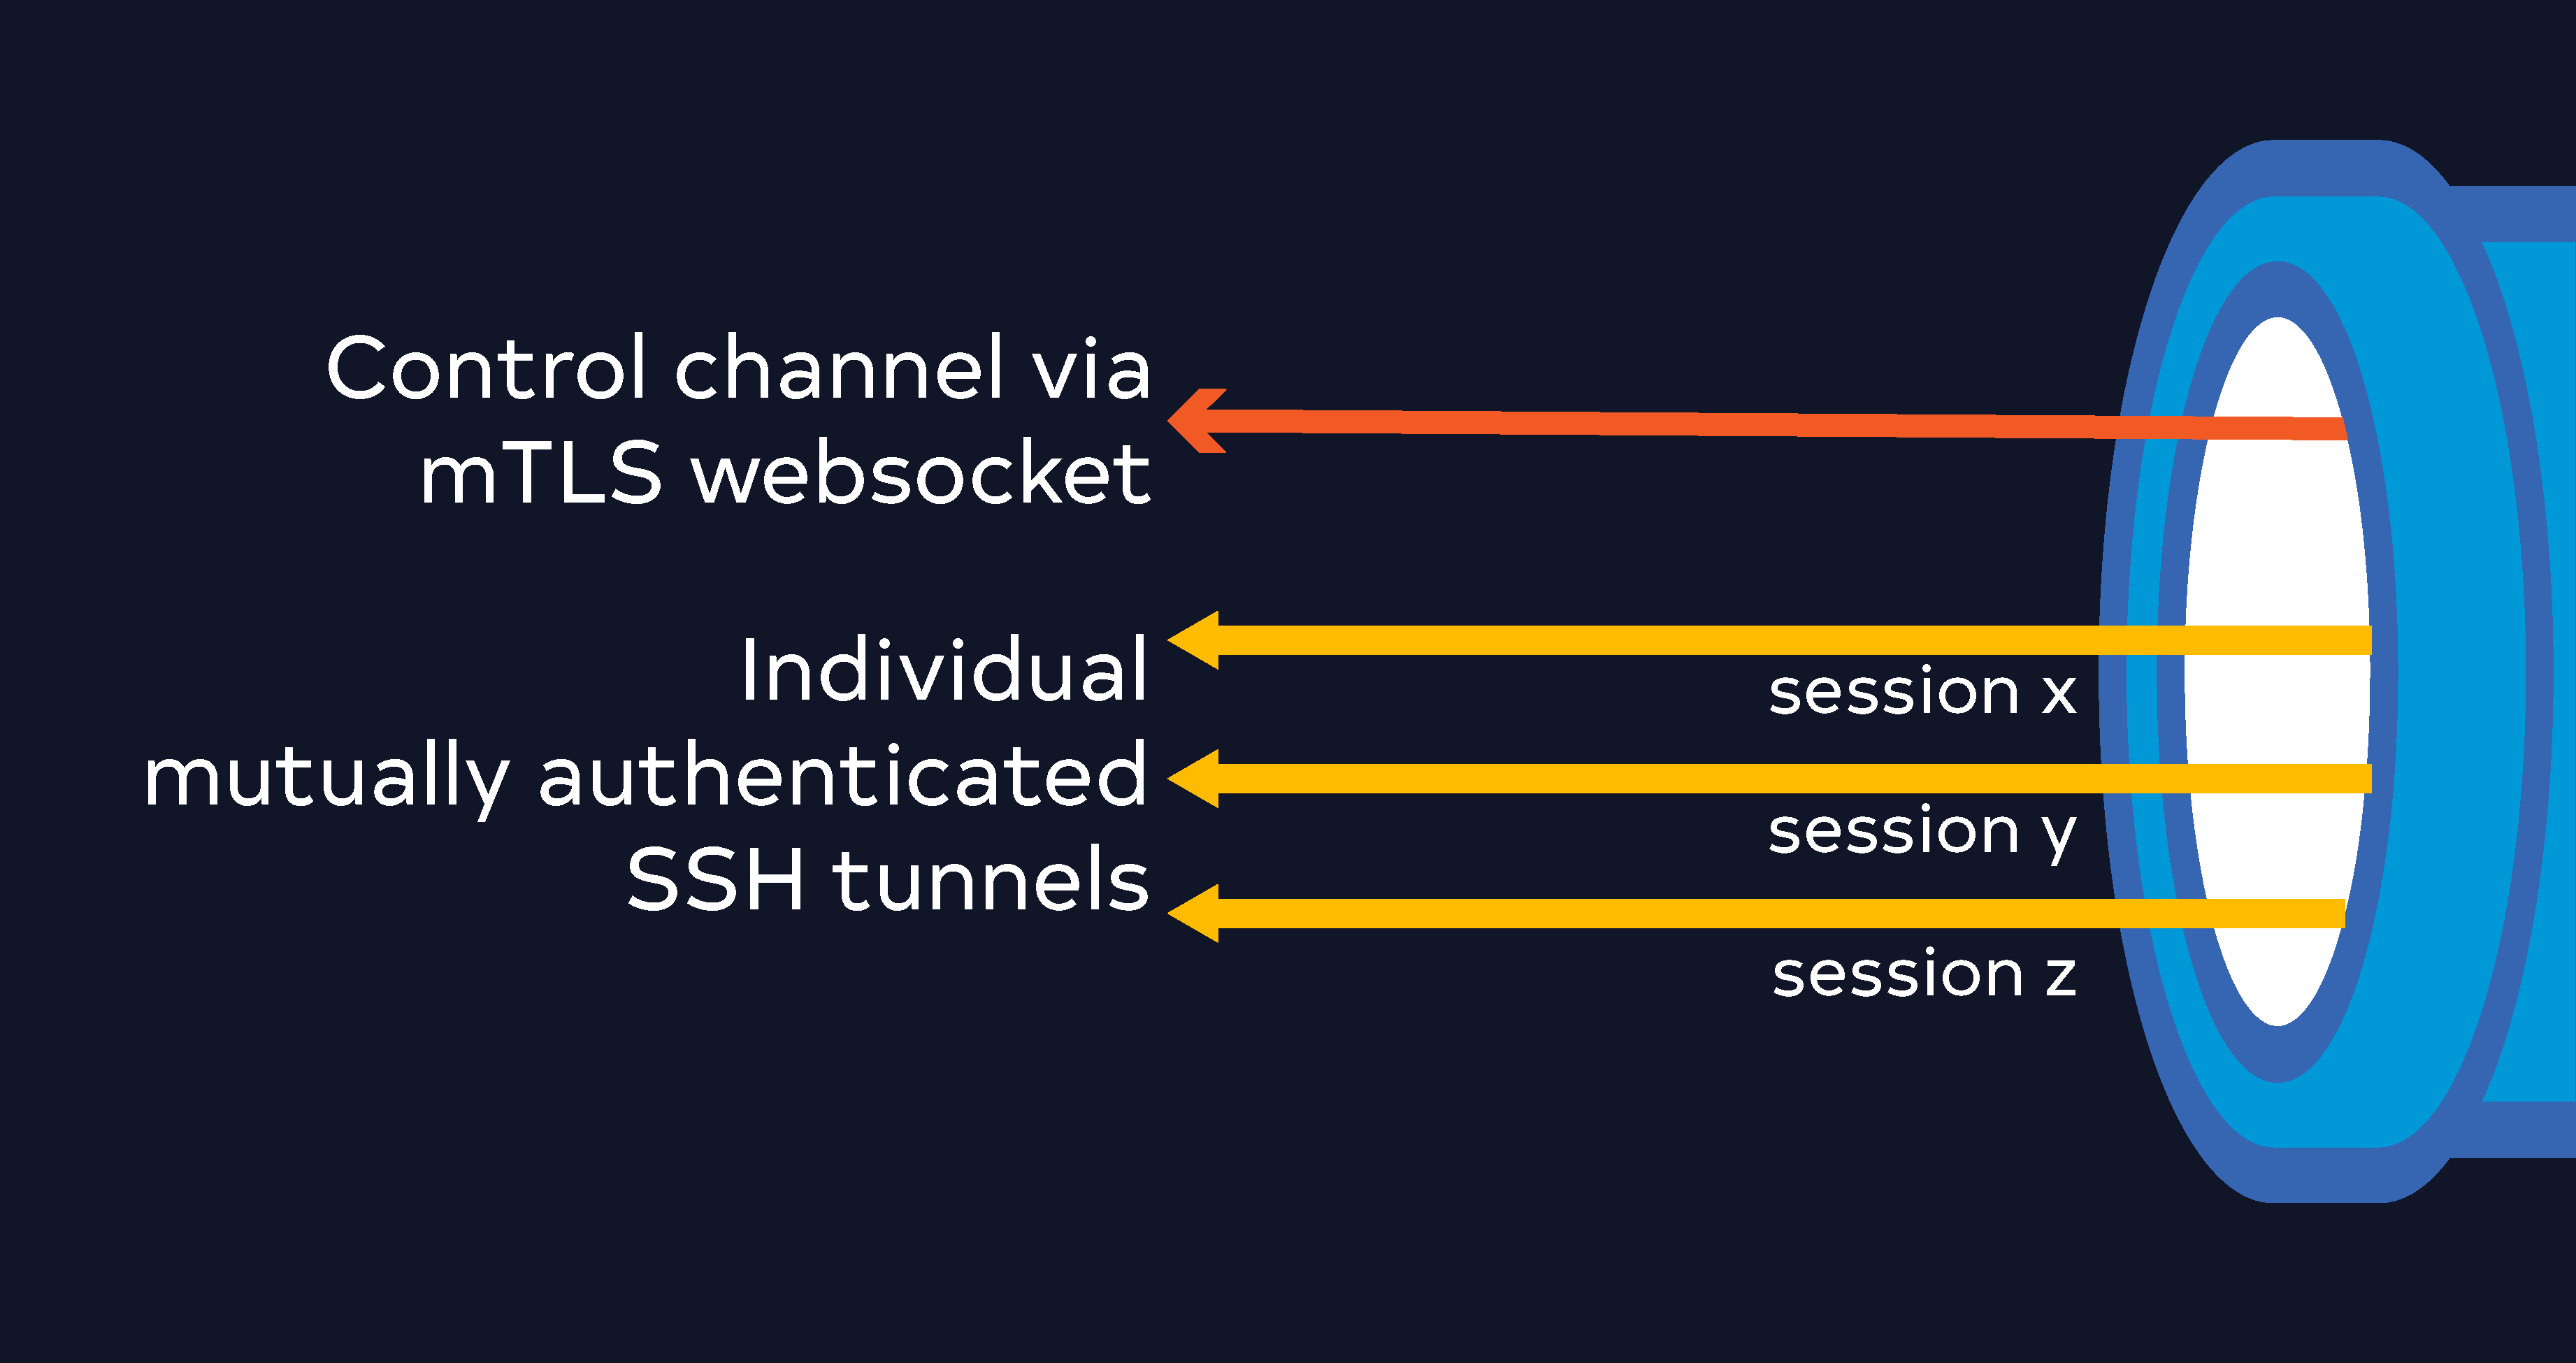 Control channel via
mTLS websocket
Individual
mutually authenticated
SSH tunnels
session x
session y
session z